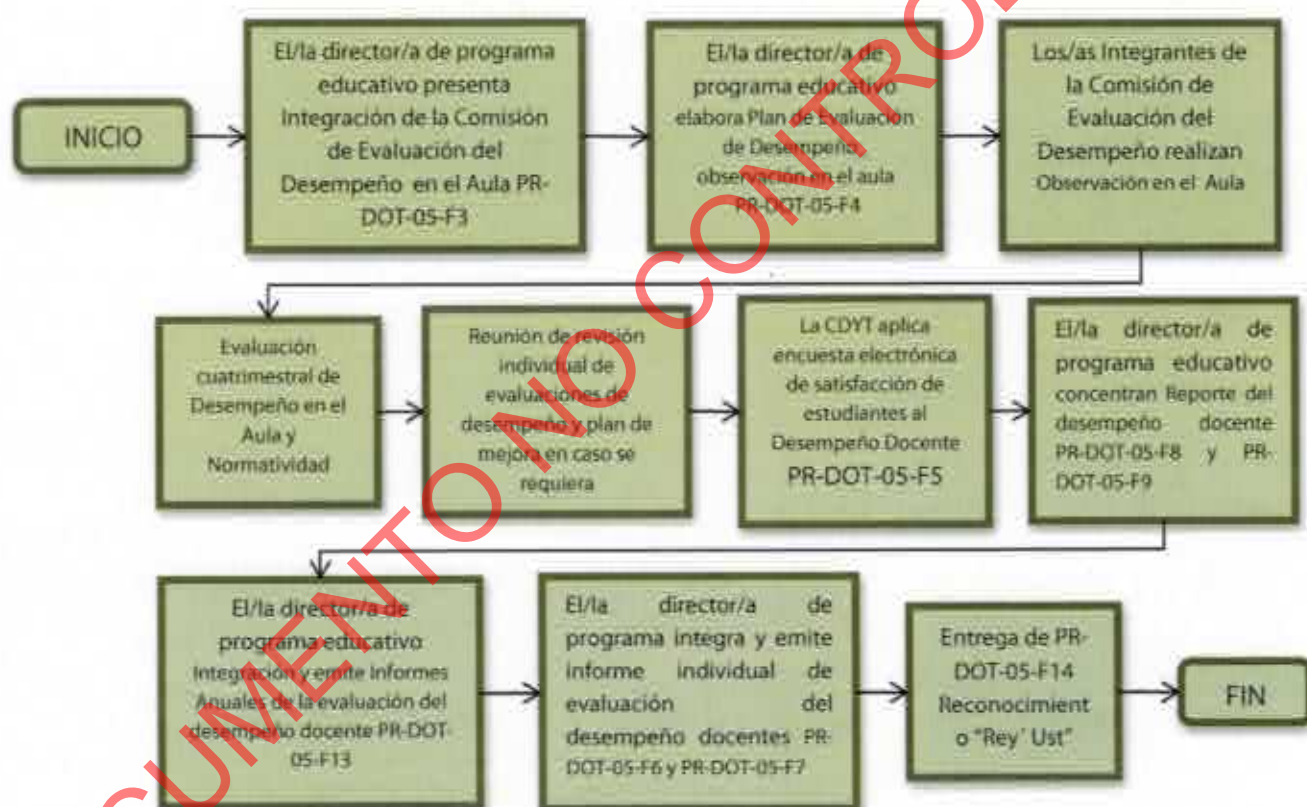 INICIO
El/la director/a de programa
educativo presenta
Integración de la Comisión
de Evaluación del
Desempeño en el Aula PR-
DOT-05-F3
El/la director/a de
programa educativo
elabora Plan de Evaluación
de Desempeño
observación en el aula
PR-DOT-05-F4
Los/as Integrantes de
la Comisión de
Evaluación del
Desempeño realizan
Observación en el Aula
Evaluación
cuatrimestral de
Desempeño en el
Aula y
Normatividad
Reunión de revisión
individual de
evaluaciones de
desempeño y plan de
mejora en caso se
requiera
La CDYT aplica
encuesta electrónica
de satisfacción de
estudiantes al
Desempeño Docente
PR-DOT-05-F5
El/la director/a de
programa educativo
concentran Reporte del
desempeño docente
PR-DOT-05-F8 y PR-
DOT-05-F9
El/la director/a de
programa educativo
Integración y emite Informes
Anuales de la evaluación del
desempeño docente PR-DOT-
05-F13
El/la director/a de
programa integra y emite
informe individual de
evaluación del
desempeño docentes PR-
DOT-05-F6 y PR-DOT-05-F7
Entrega de PR-
DOT-05-F14
Reconocimient
o "Rey' Ust"
FIN
CUMENTO NO CONTRO